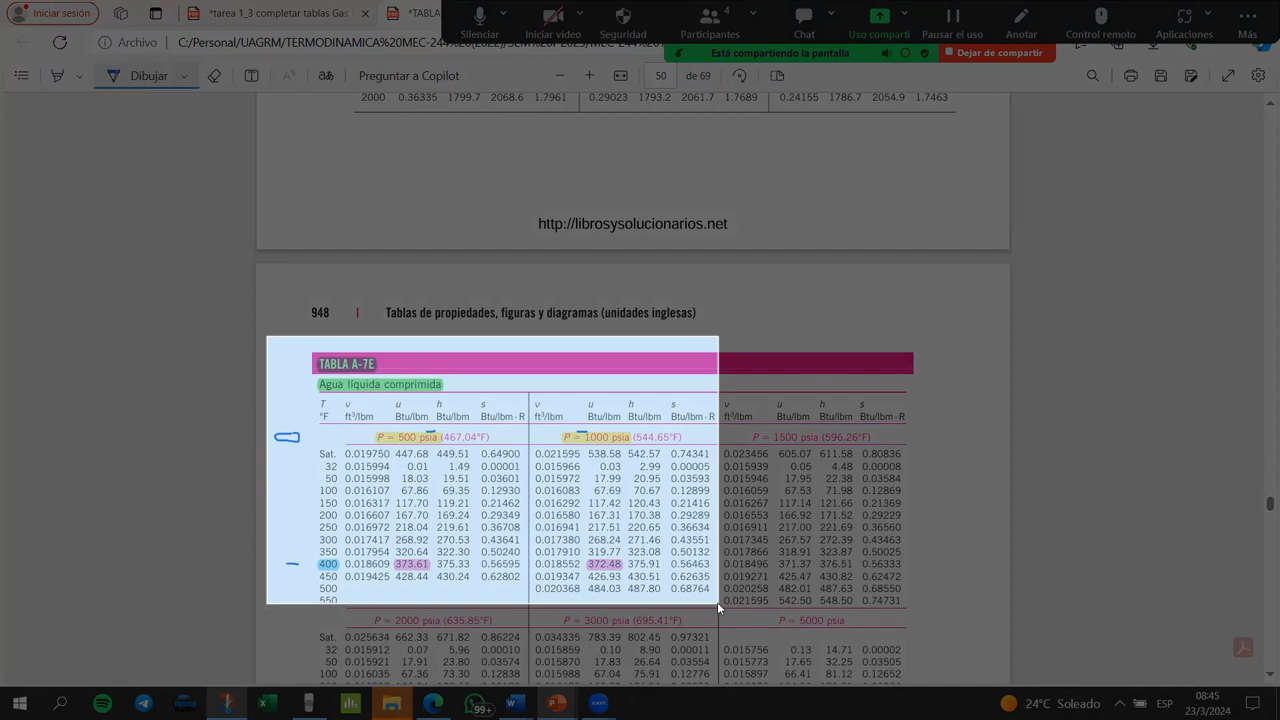 Iniciar sesión
*tarea 1_3 completar tablas Gas
*TABLA
Silenciar
Iniciar video
Seguridad
Participantes
4
Chat
Uso comparti
Pausar el uso
Anotar
Control remoto
Aplicaciones
Más
Archivo
Está compartiendo la pantalla
Dejar de compartir
Dibujar
Preguntar a Copilot
50 de 69
2000 0.36335 1799.7 2068.6 1.7961 0.29023 1793.2 2061.7 1.7689 0.24155 1786.7 2054.9 1.7463
http://librosysolucionarios.net
948 | Tablas de propiedades, figuras y diagramas (unidades inglesas)
TABLA A-7E
Agua líquida comprimida
T v u h s v u h s v u h s
°F ft³/lbm Btu/lbm Btu/lbm Btu/lbm · R ft³/lbm Btu/lbm Btu/lbm Btu/lbm · R ft³/lbm Btu/lbm Btu/lbm Btu/lbm · R
P = 500 psia (467.04°F) P = 1000 psia (544.65°F) P = 1500 psia (596.26°F)
Sat. 0.019750 447.68 449.51 0.64900 0.021595 538.58 542.57 0.74341 0.023456 605.07 611.58 0.80836
32 0.015994 0.01 1.49 0.00001 0.015966 0.03 2.99 0.00005 0.015939 0.05 4.48 0.00008
50 0.015998 18.03 19.51 0.03601 0.015972 17.99 20.95 0.03593 0.015946 17.95 22.38 0.03584
100 0.016107 67.86 69.35 0.12930 0.016083 67.69 70.67 0.12899 0.016059 67.53 71.98 0.12869
150 0.016317 117.70 119.21 0.21462 0.016292 117.42 120.43 0.21416 0.016268 117.14 121.66 0.21369
200 0.016607 167.70 169.24 0.29349 0.016580 167.31 170.38 0.29289 0.016553 166.92 171.52 0.29229
250 0.016972 218.04 219.61 0.36708 0.016941 217.51 220.65 0.36634 0.016911 217.00 221.69 0.36560
300 0.017417 268.92 270.53 0.43641 0.017380 268.24 271.46 0.43551 0.017345 267.57 272.39 0.43463
350 0.017954 320.64 322.30 0.50240 0.017910 319.77 323.08 0.50132 0.017866 318.91 323.87 0.50025
400 0.018609 373.61 375.33 0.56595 0.018552 372.48 375.91 0.56463 0.018496 371.37 376.51 0.56333
450 0.019425 428.44 430.24 0.62802 0.019347 426.93 430.51 0.62635 0.019271 425.47 430.82 0.62472
500 0.020368 484.03 487.80 0.68764 0.020258 482.01 487.63 0.68550
550 0.021595 542.50 548.50 0.74731
P = 2000 psia (635.85°F) P = 3000 psia (695.41°F) P = 5000 psia
Sat. 0.025634 662.33 671.82 0.86224 0.034335 783.39 802.45 0.97321
32 0.015912 0.07 5.96 0.00010 0.015859 0.10 8.90 0.00011 0.015756 0.13 14.71 0.00002
50 0.015921 17.91 23.80 0.03574 0.015870 17.83 26.64 0.03554 0.015773 17.65 32.25 0.03505
100 0.016035 67.36 73.30 0.12838 0.015988 67.04 75.91 0.12776 0.015897 66.41 81.12 0.12652
99+
24°C Soleado
ESP
08:45
23/3/2024